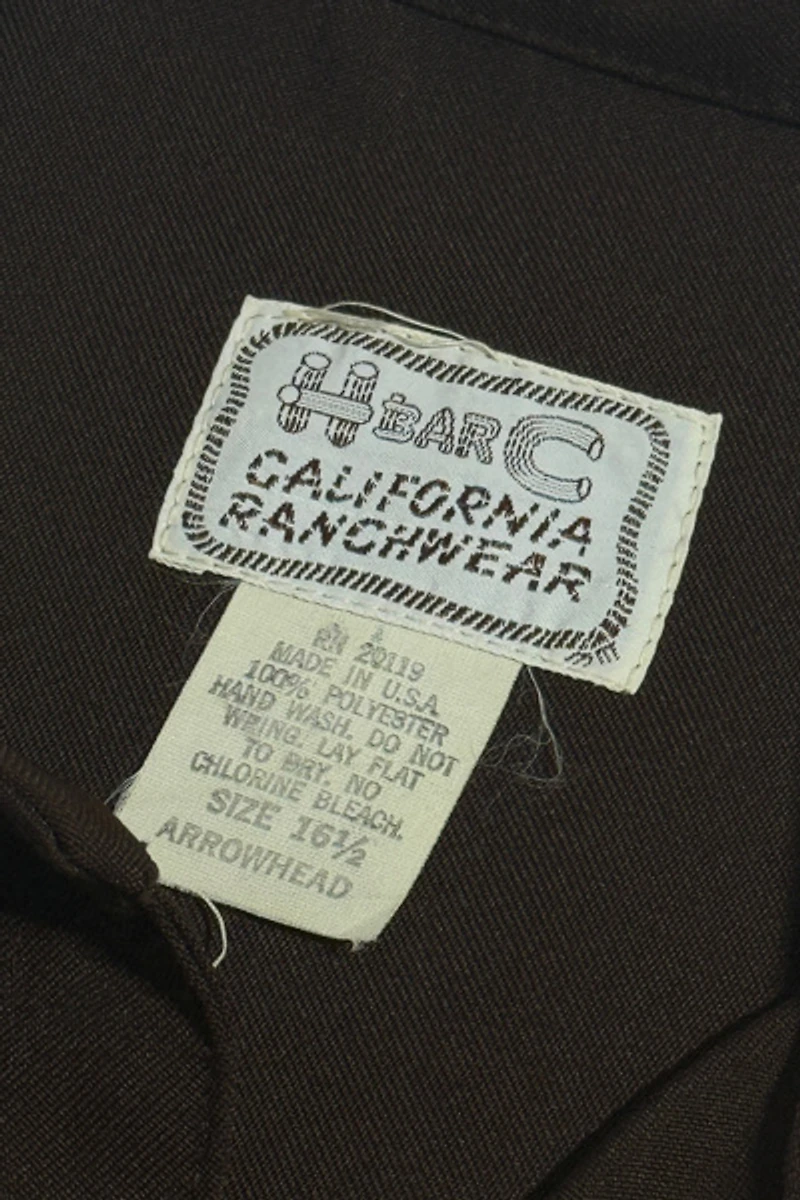 H BAR C
CALIFORNIA
RANCHWEAR
RN 20119
MADE IN U.S.A.
100% POLYESTER
HAND WASH. DO NOT
WRING. LAY FLAT
TO DRY. NO
CHLORINE BLEACH.
SIZE 16½
ARROWHEAD